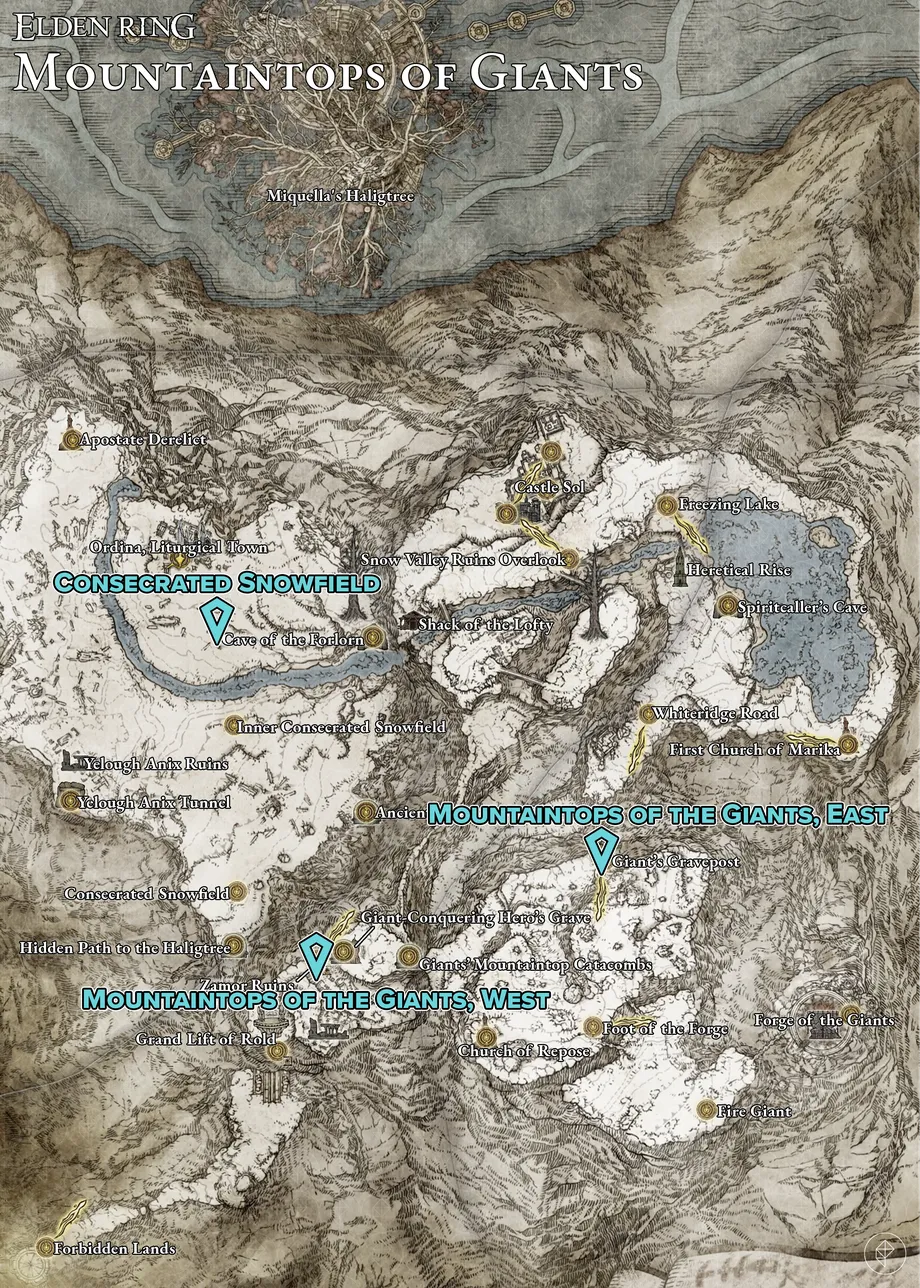 ELDEN RING
MOUNTAINTOPS OF GIANTS
Miquella's Haligtree
Apostate Derelict
Castle Sol
Freezing Lake
Ordina, Liturgical Town
Snow Valley Ruins Overlook
Heretical Rise
CONSECRATED SNOWFIELD
Spiritcaller's Cave
Shack of the Lofty
Cave of the Forlorn
Whiteridge Road
Inner Consecrated Snowfield
First Church of Marika
Yelough Anix Ruins
Yelough Anix Tunnel
Ancien
MOUNTAINTOPS OF THE GIANTS, EAST
Giant's Gravepost
Consecrated Snowfield
Giant-Conquering Hero's Grave
Hidden Path to the Haligtree
Giants' Mountaintop Catacombs
Zamor Ruins
MOUNTAINTOPS OF THE GIANTS, WEST
Forge of the Giants
Foot of the Forge
Grand Lift of Rold
Church of Repose
Fire Giant
Forbidden Lands